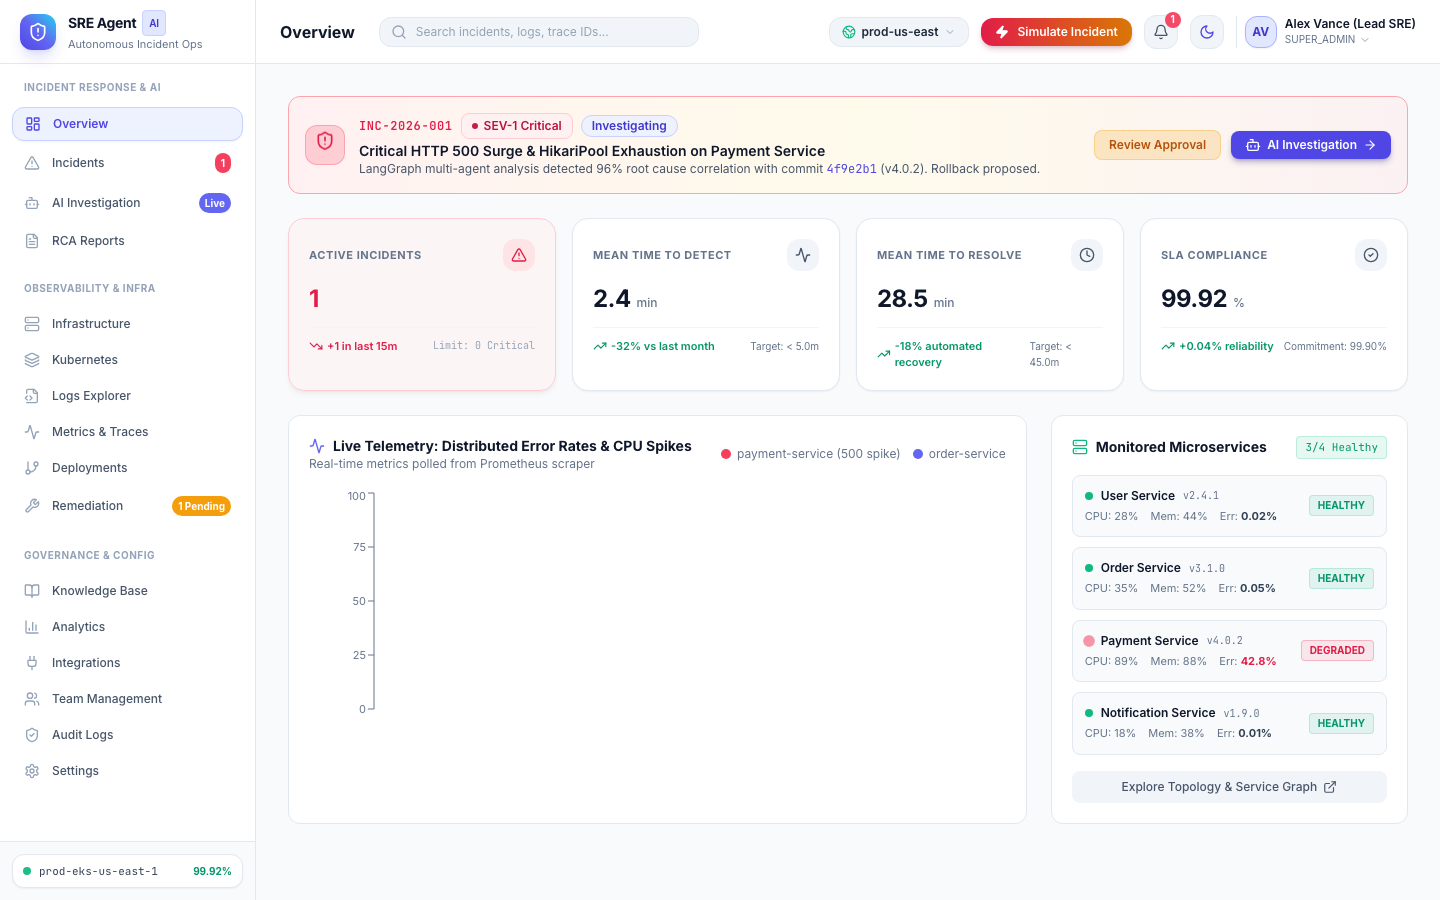 SRE Agent AI
Autonomous Incident Ops
INCIDENT RESPONSE & AI
Overview
Incidents 1
AI Investigation Live
RCA Reports
OBSERVABILITY & INFRA
Infrastructure
Kubernetes
Logs Explorer
Metrics & Traces
Deployments
Remediation 1 Pending
GOVERNANCE & CONFIG
Knowledge Base
Analytics
Integrations
Team Management
Audit Logs
Settings
prod-eks-us-east-1 99.92%
Overview
Search incidents, logs, trace IDs...
prod-us-east
Simulate Incident
1
AV
Alex Vance (Lead SRE)
SUPER_ADMIN
INC-2026-001 SEV-1 Critical Investigating
Critical HTTP 500 Surge & HikariPool Exhaustion on Payment Service
LangGraph multi-agent analysis detected 96% root cause correlation with commit 4f9e2b1 (v4.0.2). Rollback proposed.
Review Approval
AI Investigation
ACTIVE INCIDENTS
1
+1 in last 15m Limit: 0 Critical
MEAN TIME TO DETECT
2.4 min
-32% vs last month Target: < 5.0m
MEAN TIME TO RESOLVE
28.5 min
-18% automated
recovery
Target: <
45.0m
SLA COMPLIANCE
99.92 %
+0.04% reliability Commitment: 99.90%
Live Telemetry: Distributed Error Rates & CPU Spikes
Real-time metrics polled from Prometheus scraper
payment-service (500 spike) order-service
100
75
50
25
0
Monitored Microservices 3/4 Healthy
User Service v2.4.1
CPU: 28% Mem: 44% Err: 0.02%
HEALTHY
Order Service v3.1.0
CPU: 35% Mem: 52% Err: 0.05%
HEALTHY
Payment Service v4.0.2
CPU: 89% Mem: 88% Err: 42.8%
DEGRADED
Notification Service v1.9.0
CPU: 18% Mem: 38% Err: 0.01%
HEALTHY
Explore Topology & Service Graph